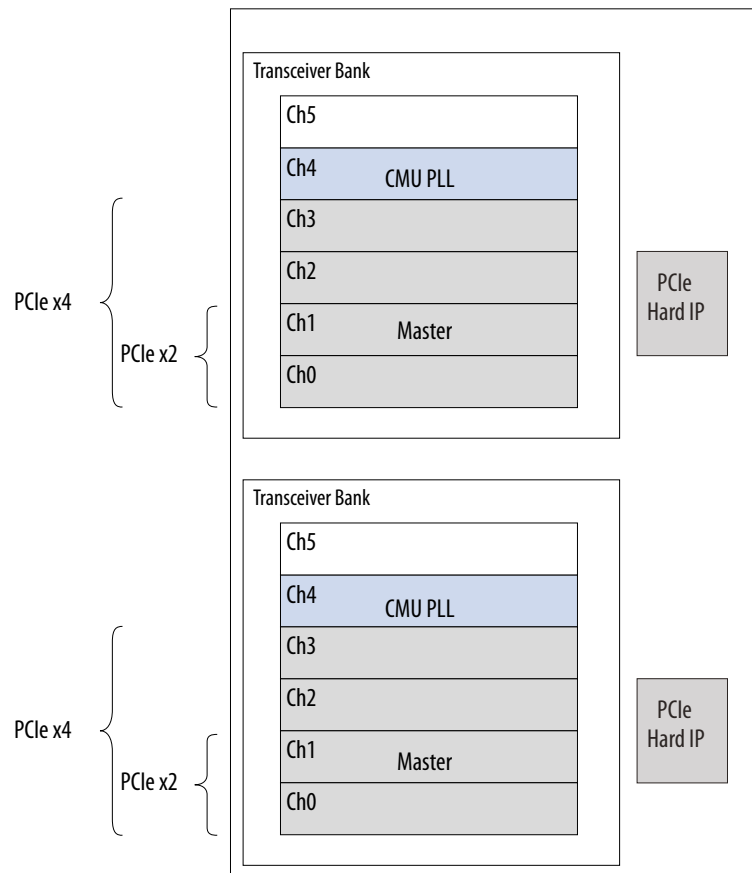 Transceiver Bank
Ch5
Ch4 CMU PLL
Ch3
Ch2
Ch1 Master
Ch0
PCIe x4
PCIe x2
PCIe
Hard IP
Transceiver Bank
Ch5
Ch4 CMU PLL
Ch3
Ch2
Ch1 Master
Ch0
PCIe x4
PCIe x2
PCIe
Hard IP